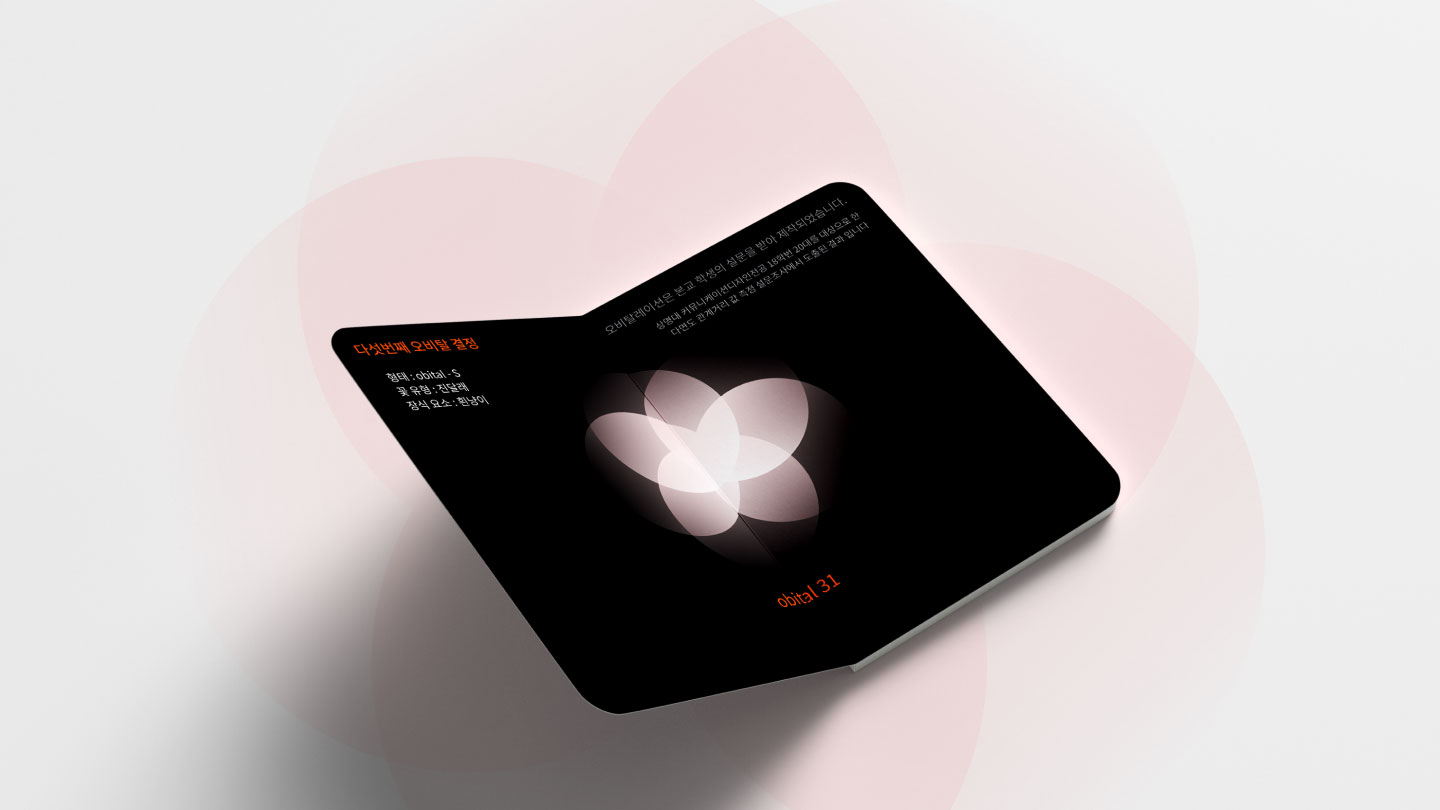 다섯번째 오비탈 결정
형태 : obital - S
꽃 유형 : 진달래
장식 요소 : 흰냥이
오비탈레이션은 본교 학생의 설문을 받아 제작되었습니다.
상명대 커뮤니케이션디자인전공 18학번 20대를 대상으로 한
다면도 관계거리 값 측정 설문조사에서 도출된 결과 입니다
obital 31